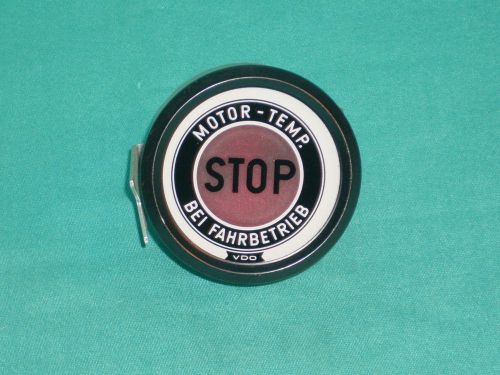 MOTOR-TEMP.
STOP
BEI FAHRBETRIEB
VDO